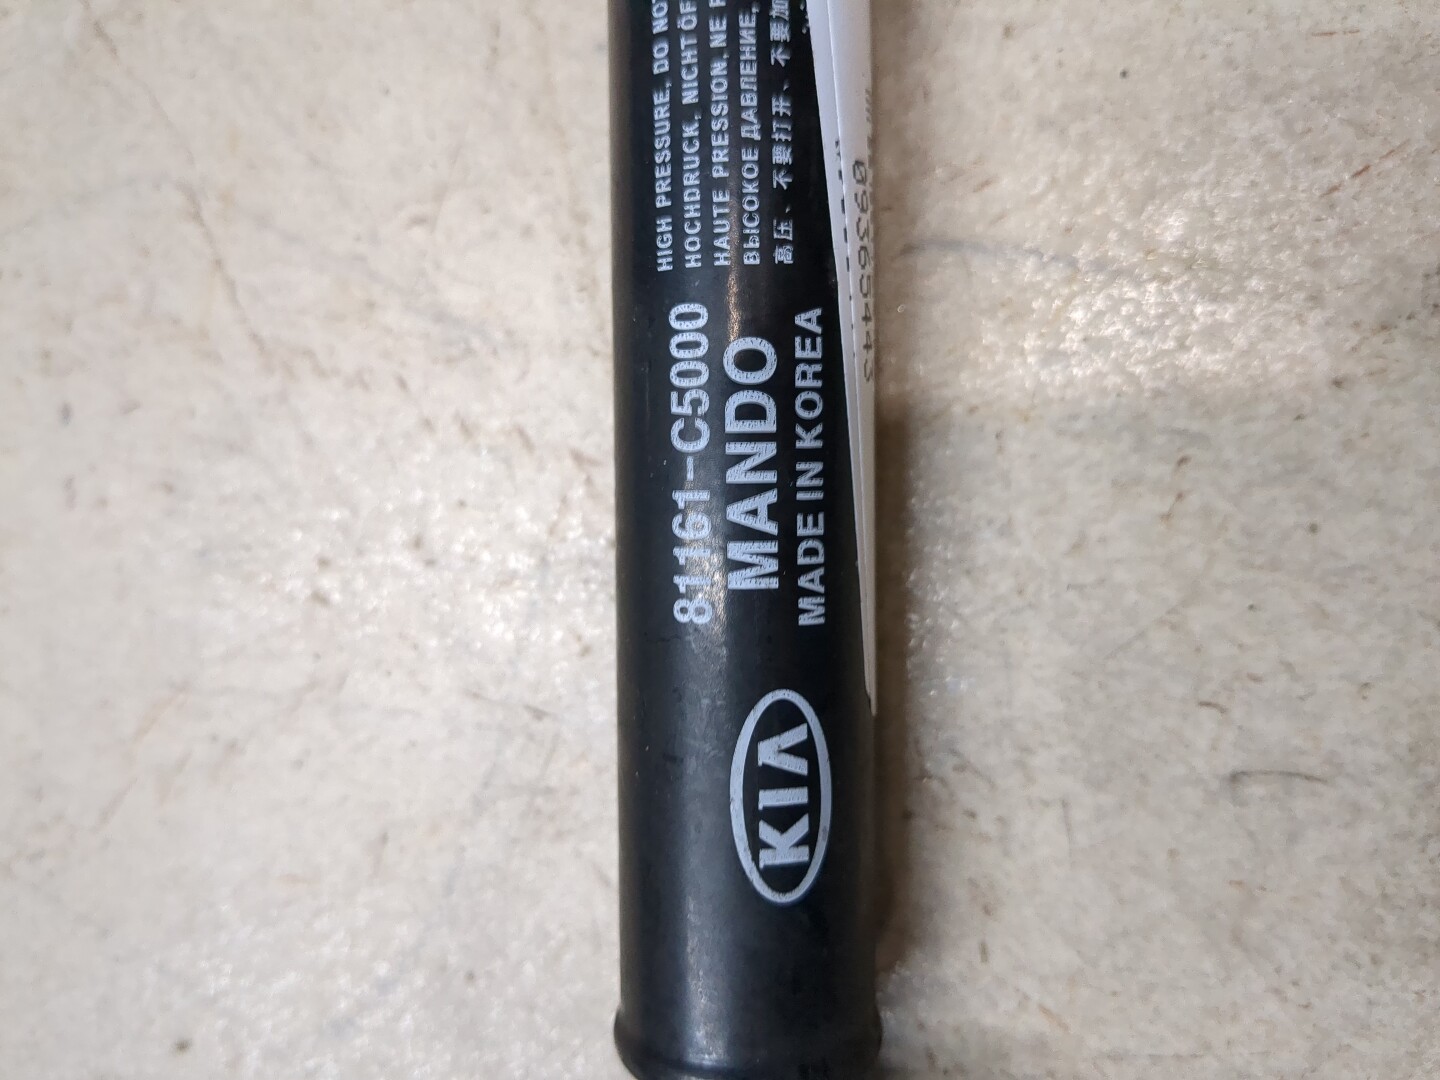 HIGH PRESSURE, DO NOT
HOCHDRUCK, NICHT ÖF
HAUTE PRESSION, NE
ВЫСОКОЕ ДАВЛЕНИЕ,
高压、不要打开、不要加
81161-C5000
MANDO
MADE IN KOREA
KIA
09365443